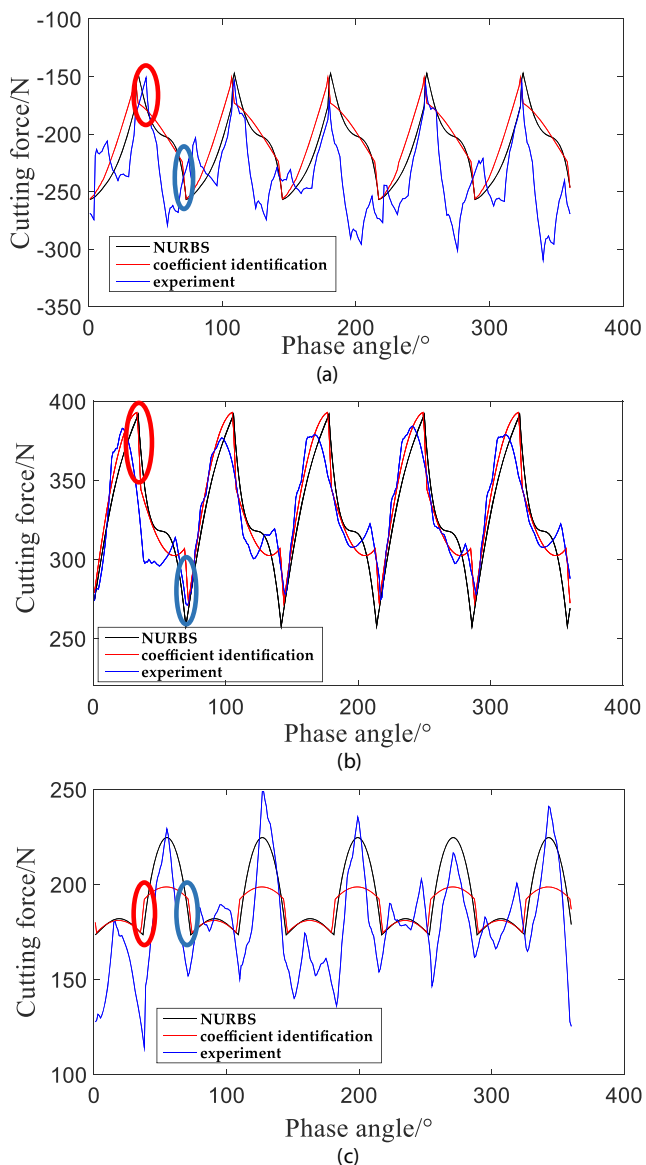 -100
-150
-200
-250
-300
-350
Cutting force/N
NURBS
coefficient identification
experiment
0 100 200 300 400
Phase angle/°
(a)
400
350
300
250
Cutting force/N
NURBS
coefficient identification
experiment
0 100 200 300 400
Phase angle/°
(b)
250
200
150
100
Cutting force/N
NURBS
coefficient identification
experiment
0 100 200 300 400
Phase angle/°
(c)